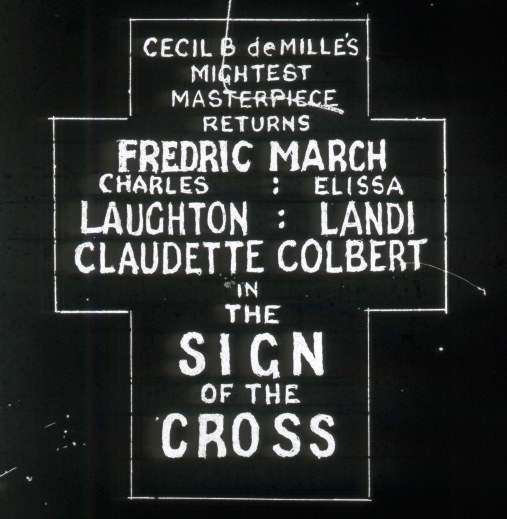 CECIL B deMILLE'S
MIGHTEST
MASTERPIECE
RETURNS
FREDRIC MARCH
CHARLES : ELISSA
LAUGHTON : LANDI
CLAUDETTE COLBERT
IN
THE
SIGN
OF THE
CROSS